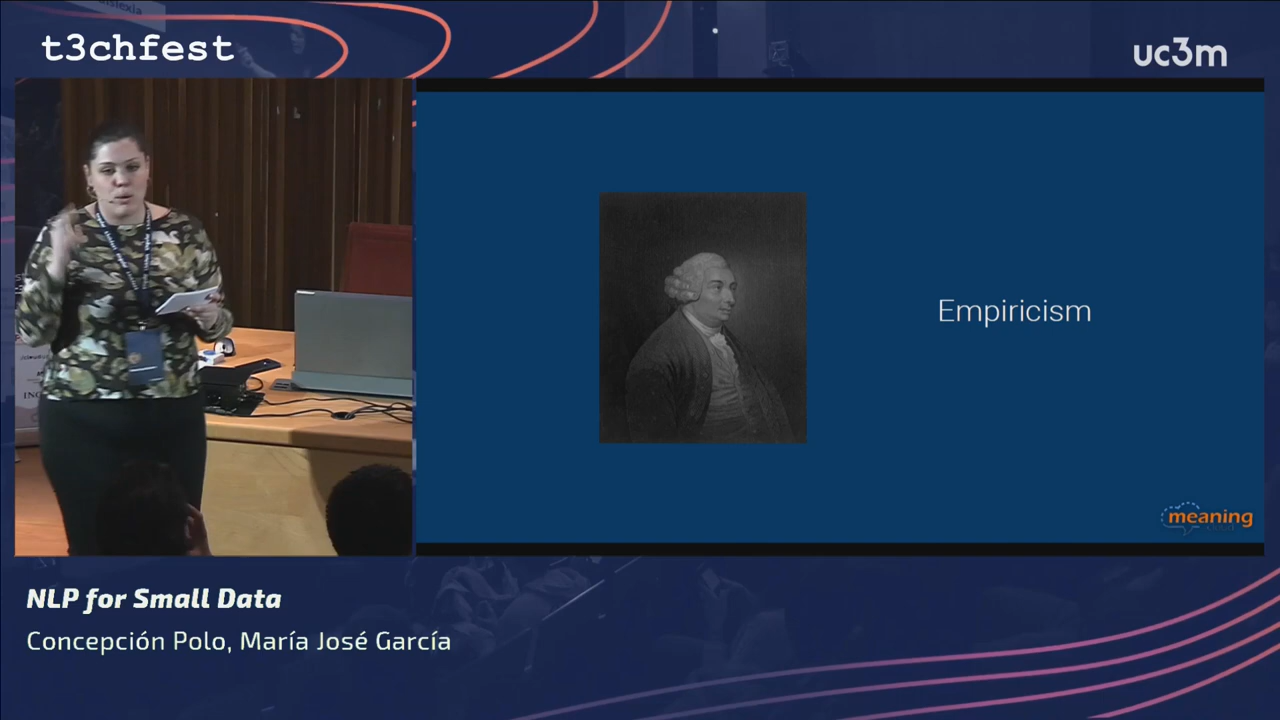 t3chfest
uc3m
Empiricism
meaning
NLP for Small Data
Concepción Polo, María José García